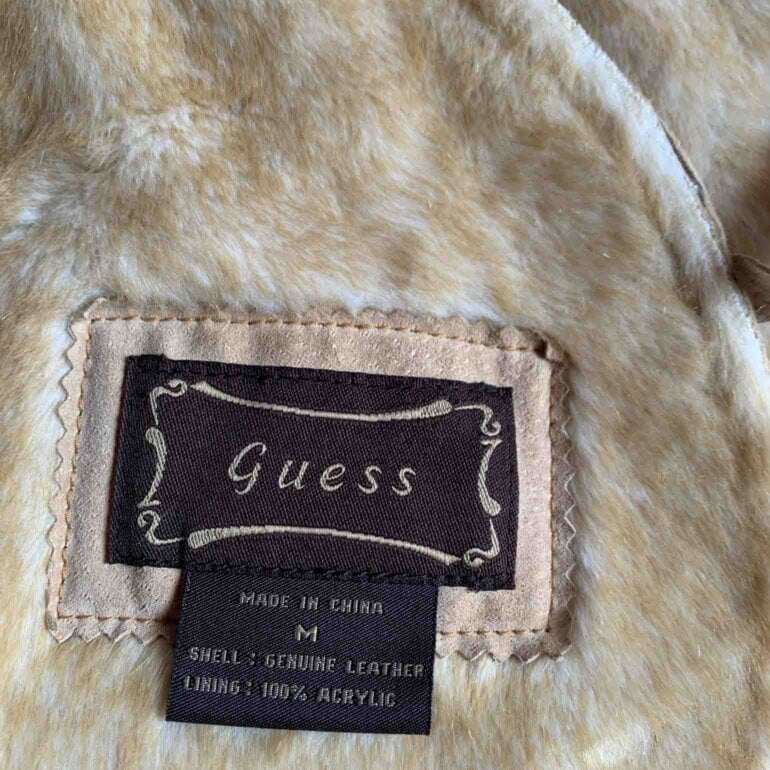 Guess
MADE IN CHINA
M
SHELL: GENUINE LEATHER
LINING: 100% ACRYLIC